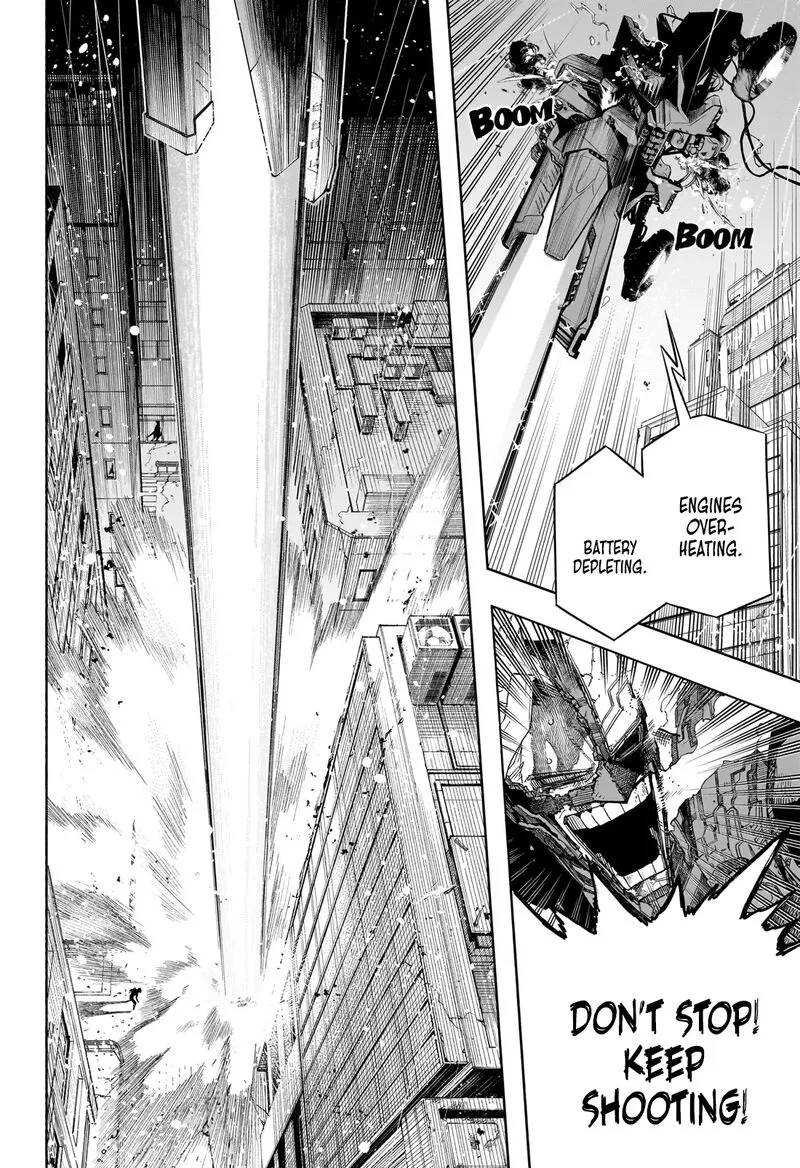 BOOM
BOOM
ENGINES
OVER-
HEATING.
BATTERY
DEPLETING.
DON'T STOP!
KEEP
SHOOTING!